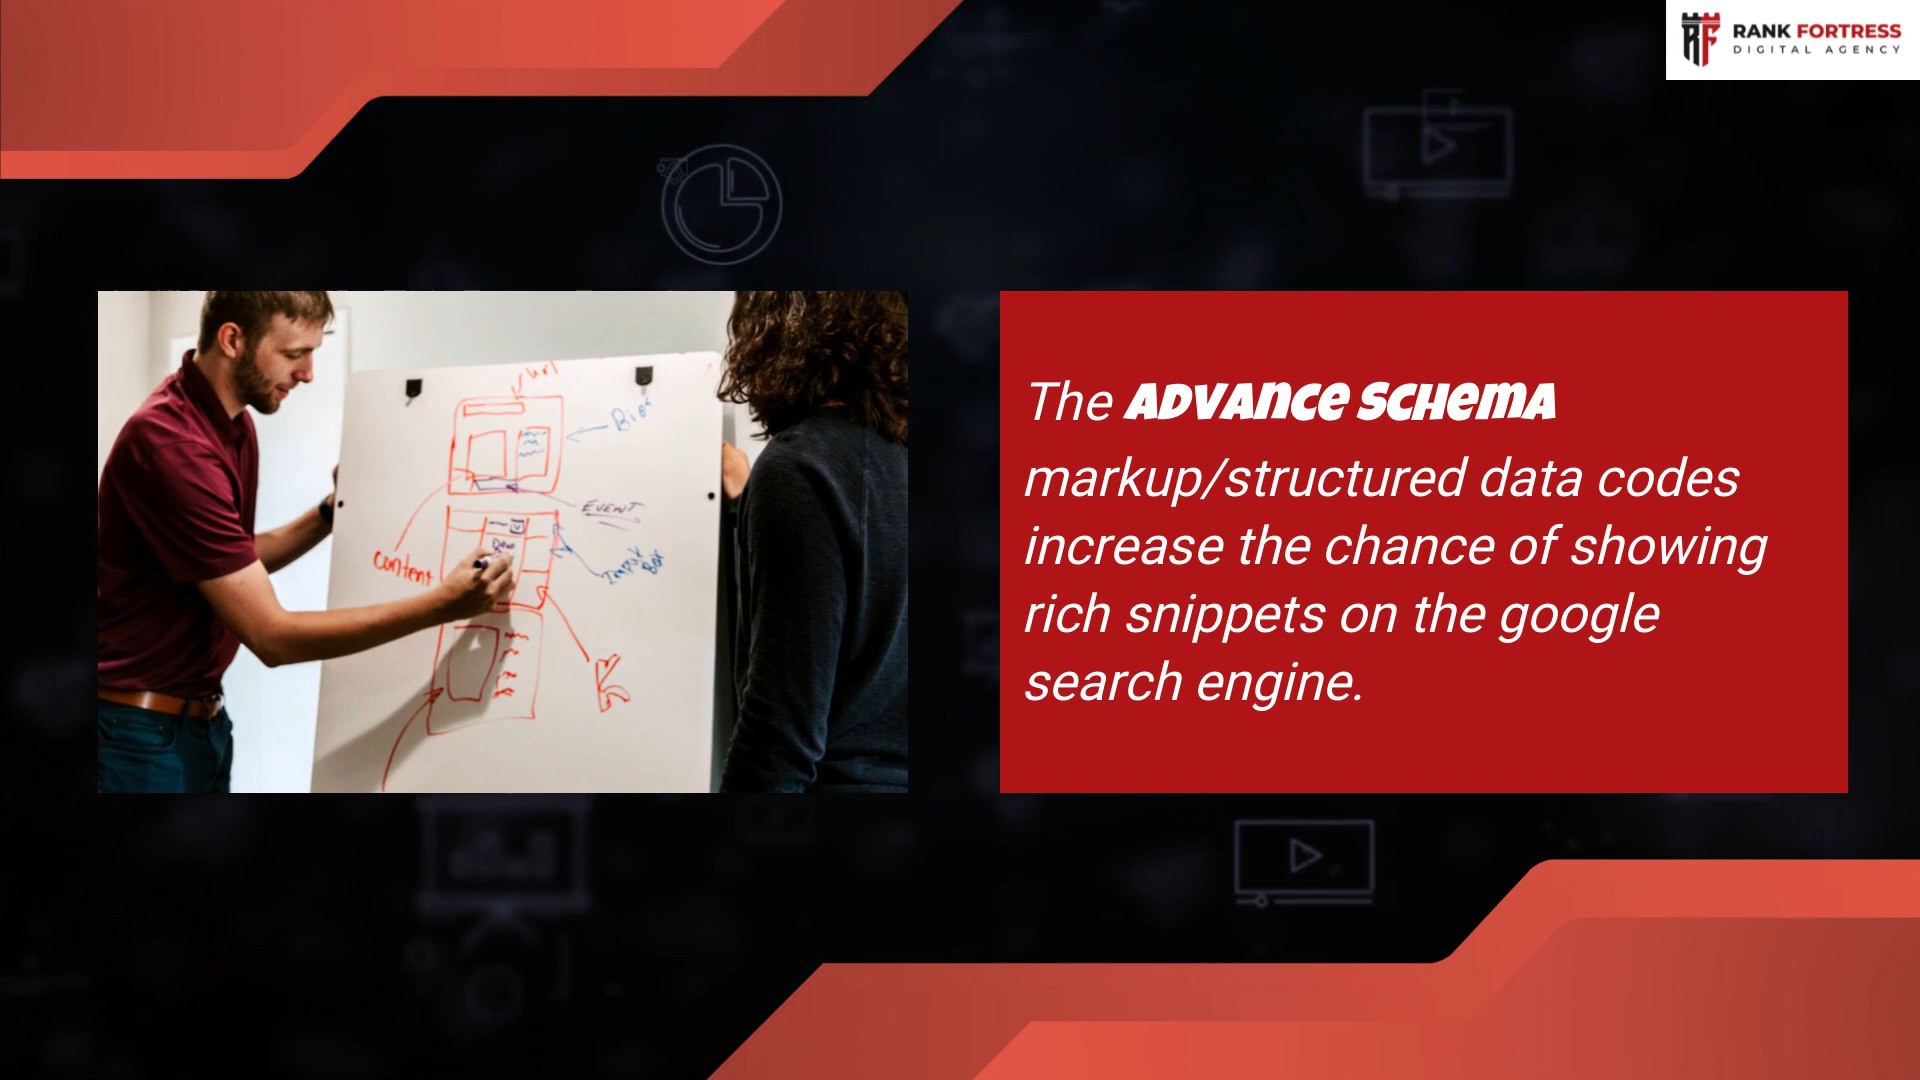 RANK FORTRESS
DIGITAL AGENCY
url
EVENT
content
The ADVANCE SCHEMA
markup/structured data codes
increase the chance of showing
rich snippets on the google
search engine.